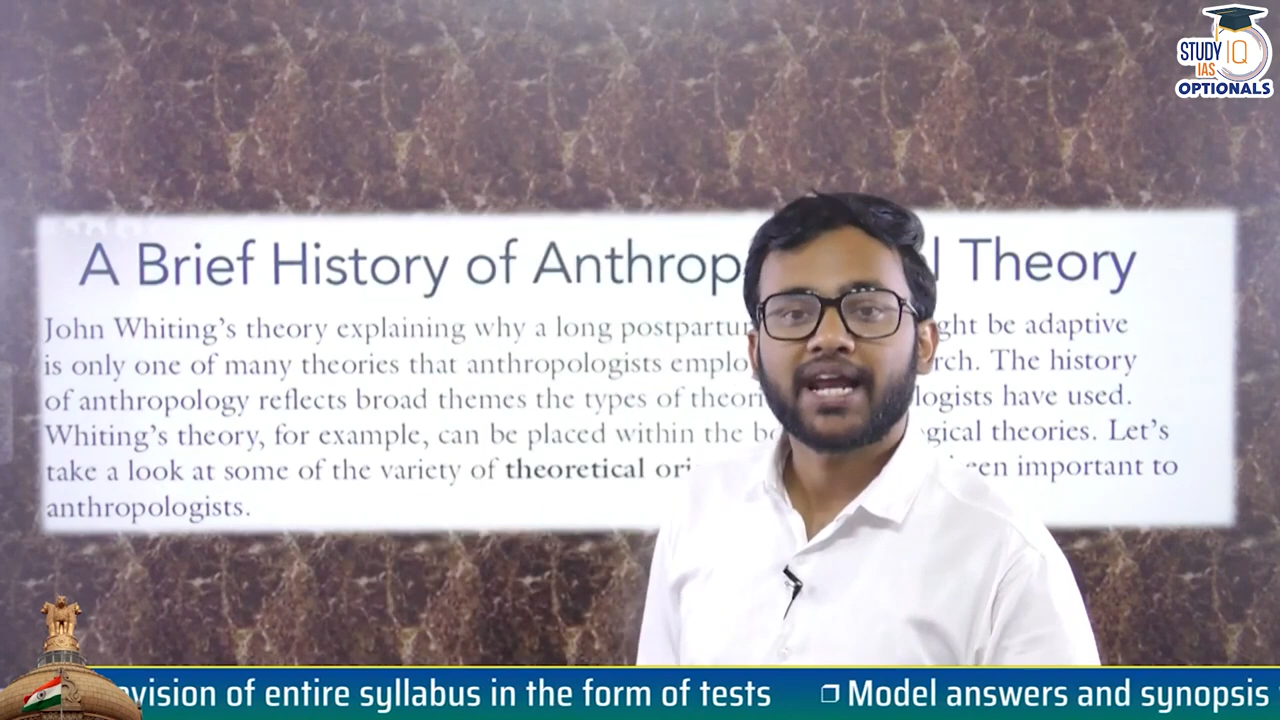 STUDY IQ
IAS
OPTIONALS
A Brief History of Anthrop l Theory
John Whiting's theory explaining why a long postpartu ght be adaptive
is only one of many theories that anthropologists emplo rch. The history
of anthropology reflects broad themes the types of theori logists have used.
Whiting's theory, for example, can be placed within the b gical theories. Let's
take a look at some of the variety of theoretical ori een important to
anthropologists.
vision of entire syllabus in the form of tests ❐ Model answers and synopsis